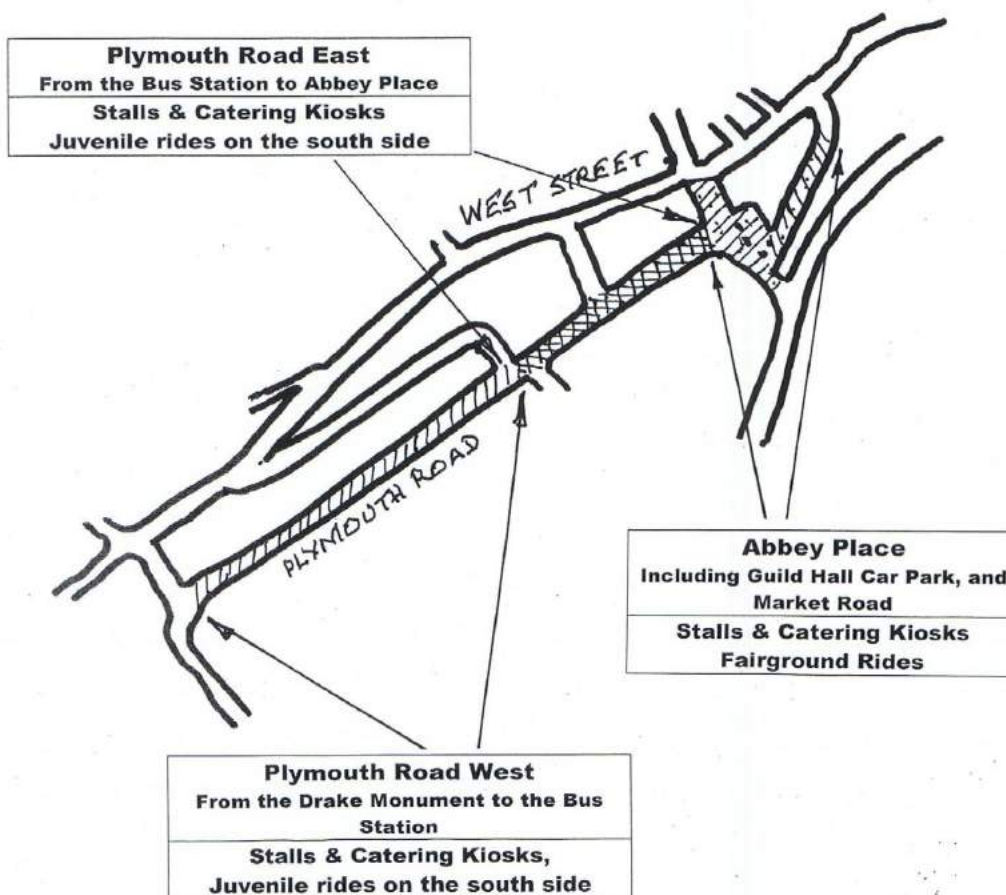 Plymouth Road East
From the Bus Station to Abbey Place
Stalls & Catering Kiosks
Juvenile rides on the south side
WEST STREET
PLYMOUTH ROAD
Abbey Place
Including Guild Hall Car Park, and
Market Road
Stalls & Catering Kiosks
Fairground Rides
Plymouth Road West
From the Drake Monument to the Bus
Station
Stalls & Catering Kiosks,
Juvenile rides on the south side